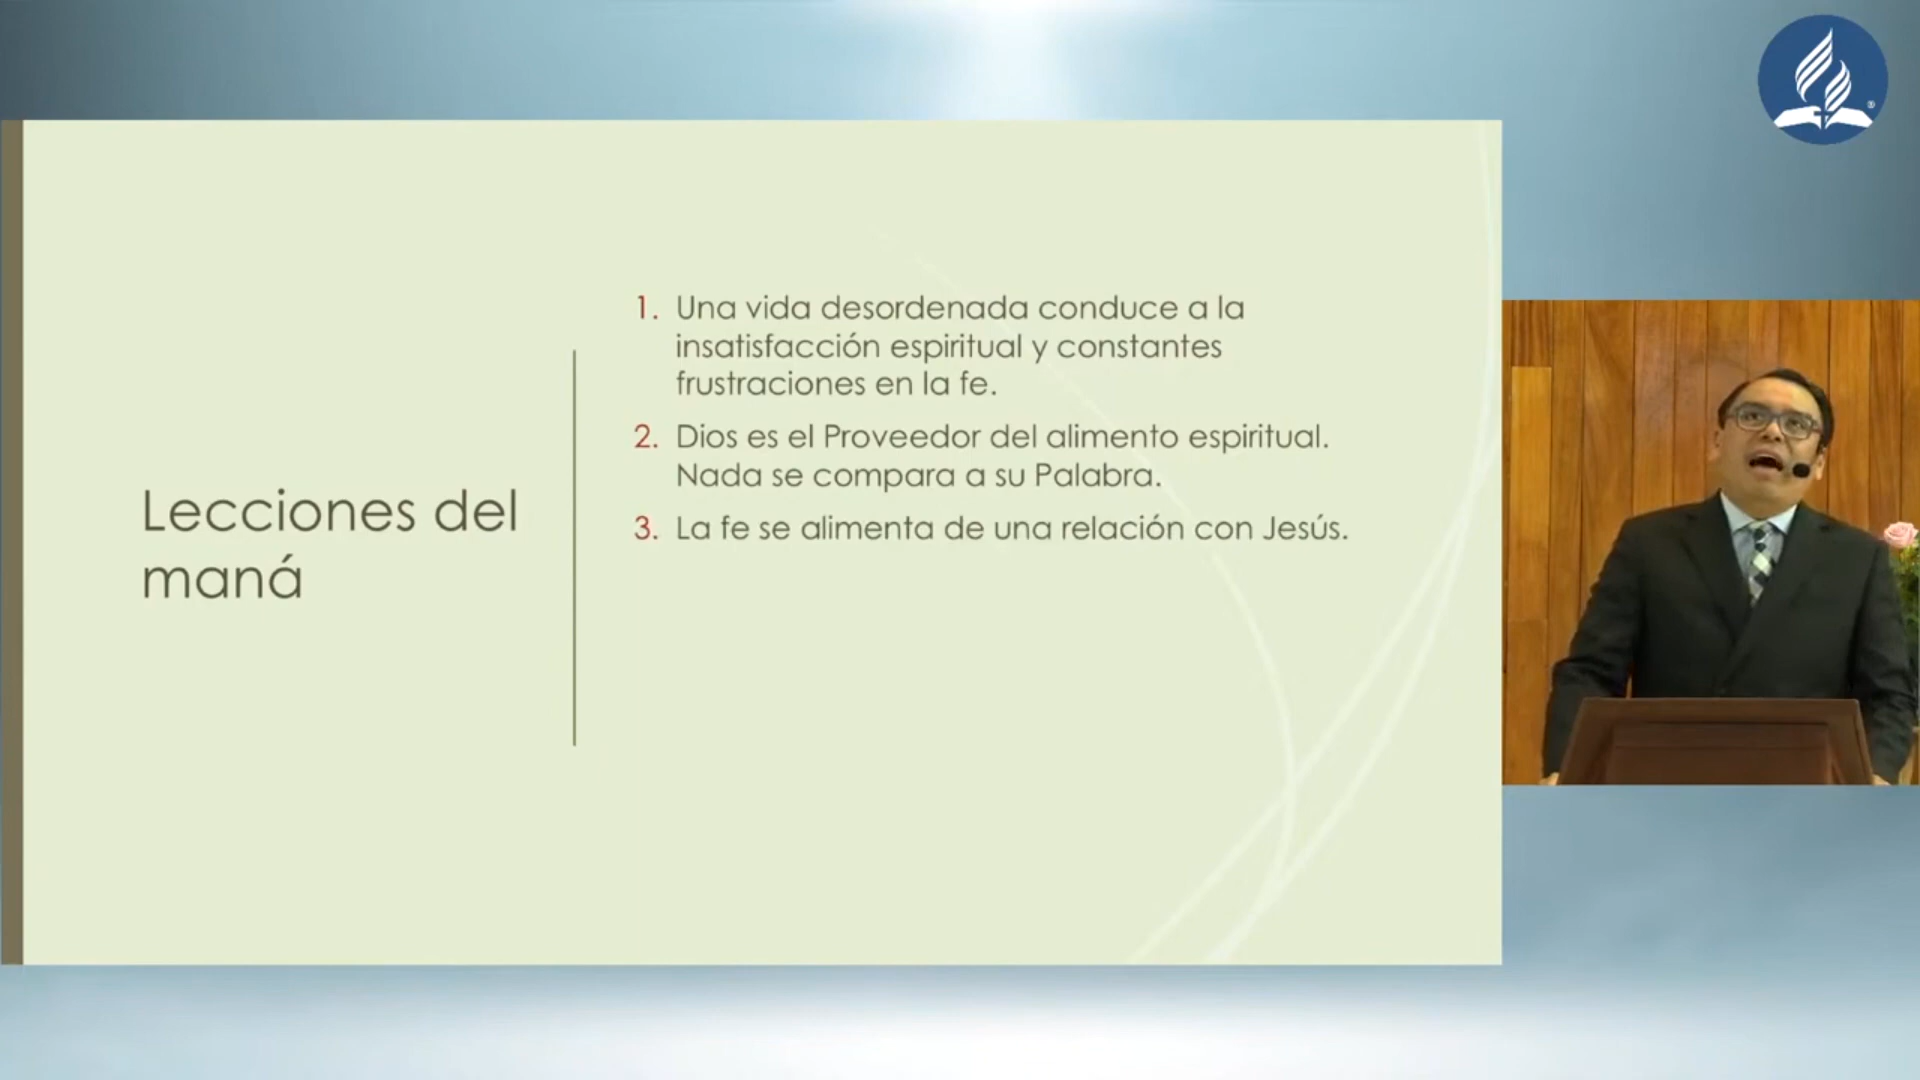 Lecciones del
maná
1. Una vida desordenada conduce a la
insatisfacción espiritual y constantes
frustraciones en la fe.
2. Dios es el Proveedor del alimento espiritual.
Nada se compara a su Palabra.
3. La fe se alimenta de una relación con Jesús.
®